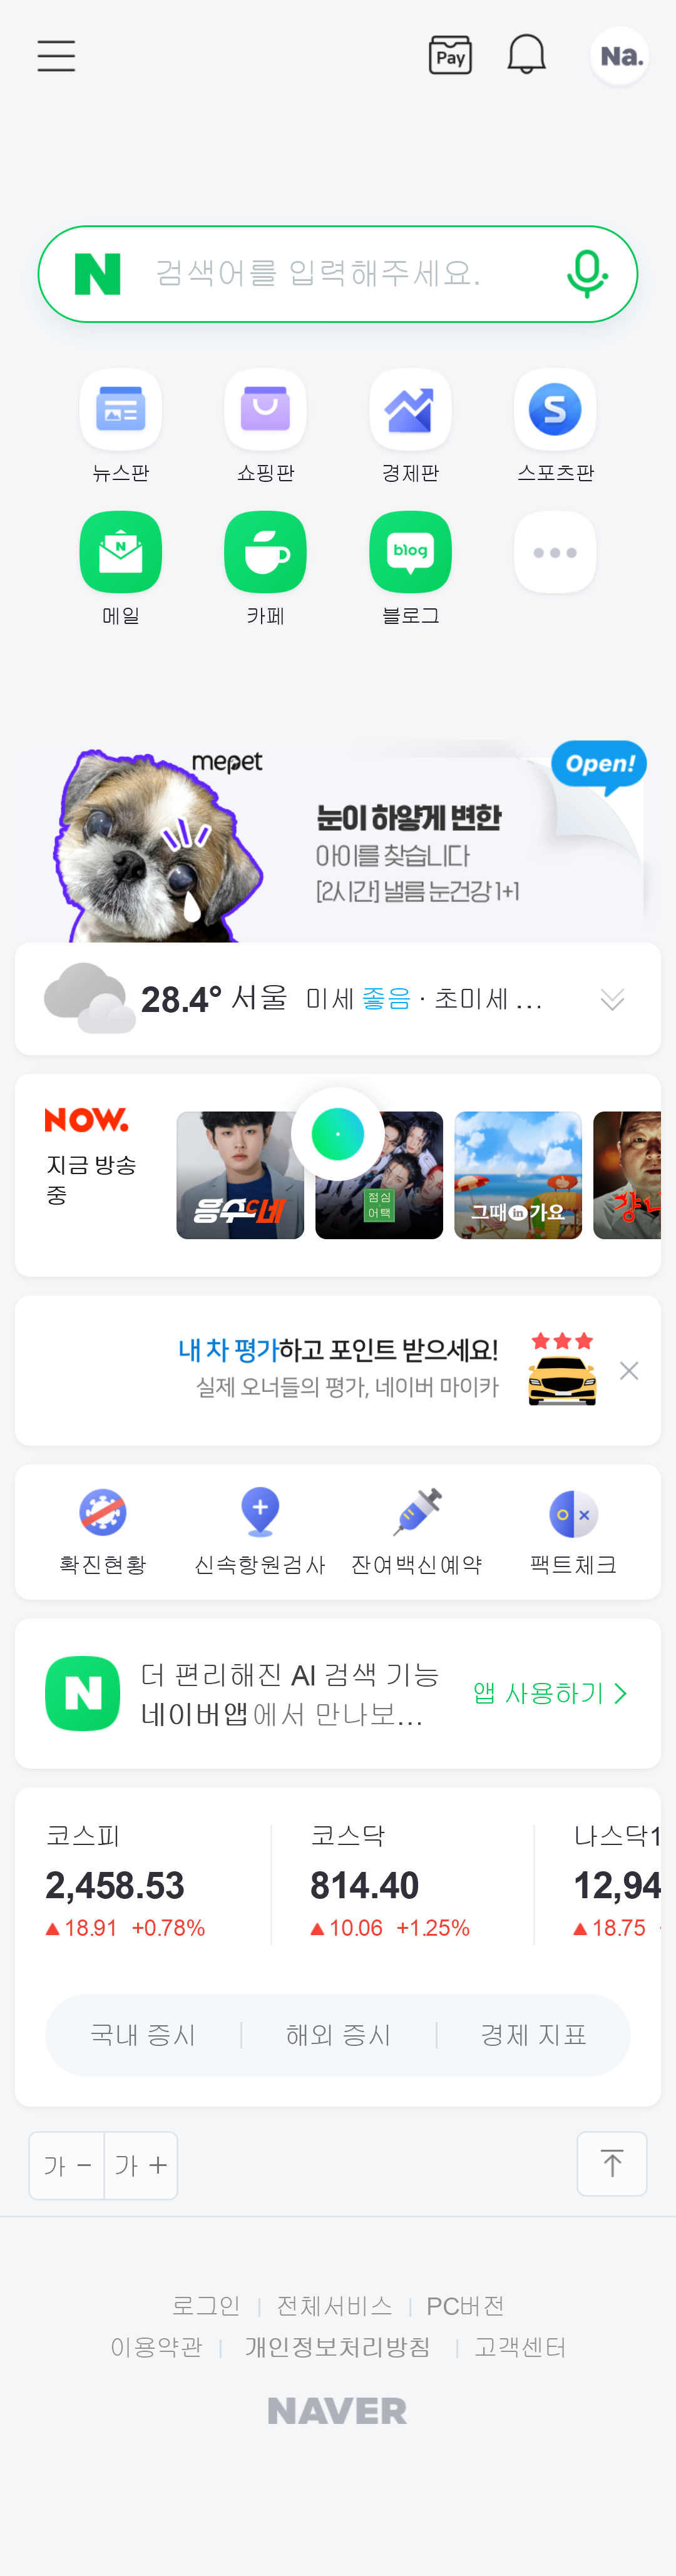 Pay
Na.
N
검색어를 입력해주세요.
뉴스판
쇼핑판
경제판
S
스포츠판
N
메일
카페
blog
블로그
mepet
Open!
눈이 하얗게 변한
아이를 찾습니다
[2시간] 낼름 눈건강 1+1
28.4° 서울 미세 좋음 · 초미세 ...
NOW.
지금 방송
중
점심
어택
그때 in 가요
내 차 평가하고 포인트 받으세요!
실제 오너들의 평가, 네이버 마이카
확진현황
신속항원검사
잔여백신예약
팩트체크
N
더 편리해진 AI 검색 기능
네이버앱에서 만나보...
앱 사용하기
코스피
2,458.53
18.91 +0.78%
코스닥
814.40
10.06 +1.25%
나스닥1
12,94
18.75
국내 증시
해외 증시
경제 지표
가 -
가 +
로그인
전체서비스
PC버전
이용약관
개인정보처리방침
고객센터
NAVER